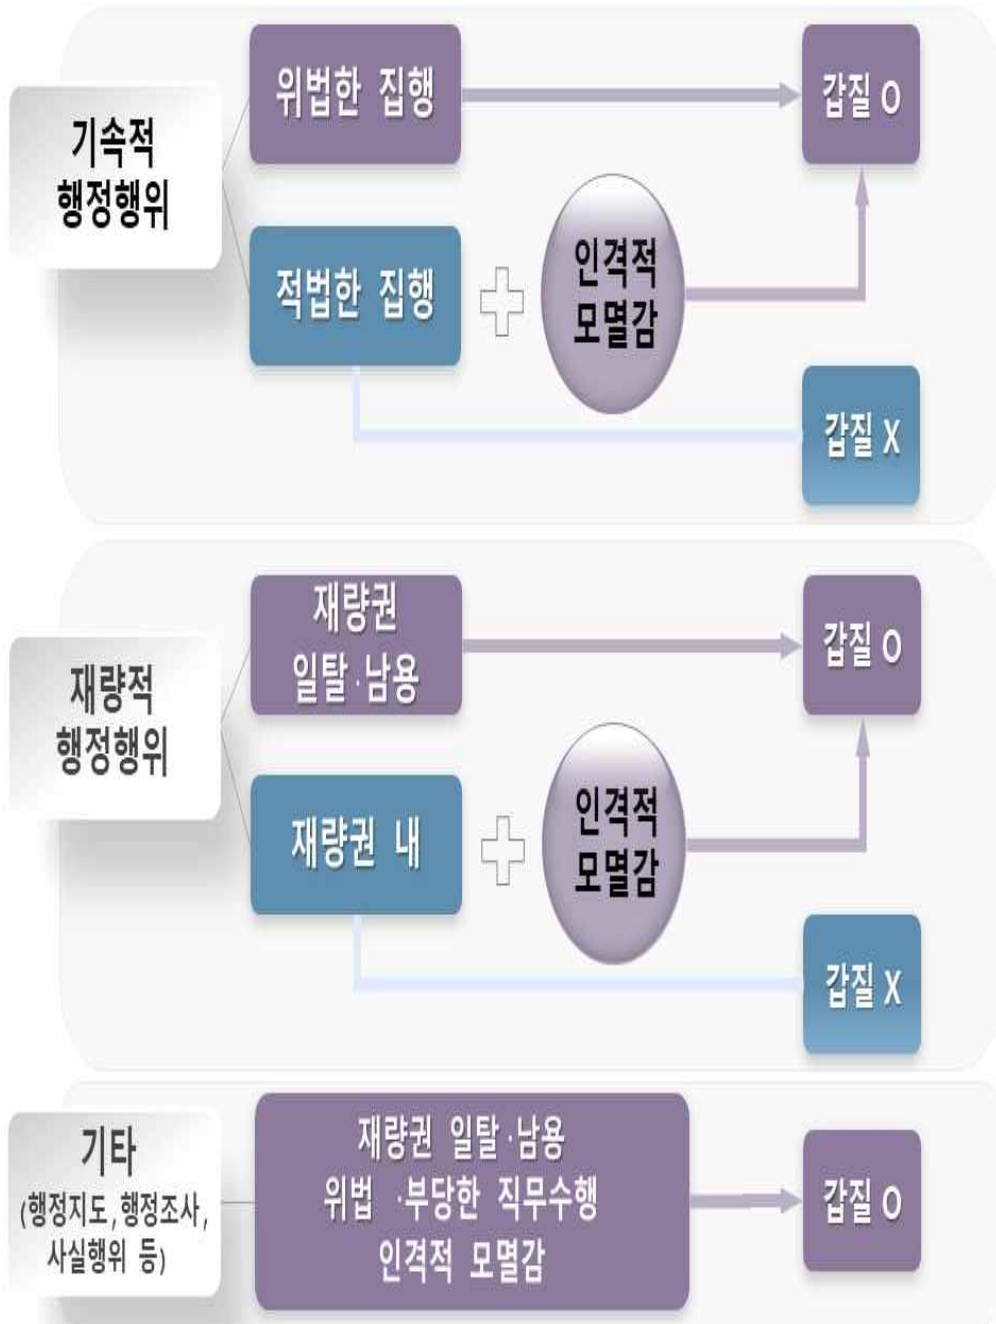 기속적
행정행위
위법한 집행
갑질 O
적법한 집행
인격적
모멸감
갑질 X
재량적
행정행위
재량권
일탈·남용
갑질 O
재량권 내
인격적
모멸감
갑질 X
기타
(행정지도, 행정조사,
사실행위 등)
재량권 일탈·남용
위법 ·부당한 직무수행
인격적 모멸감
갑질 O